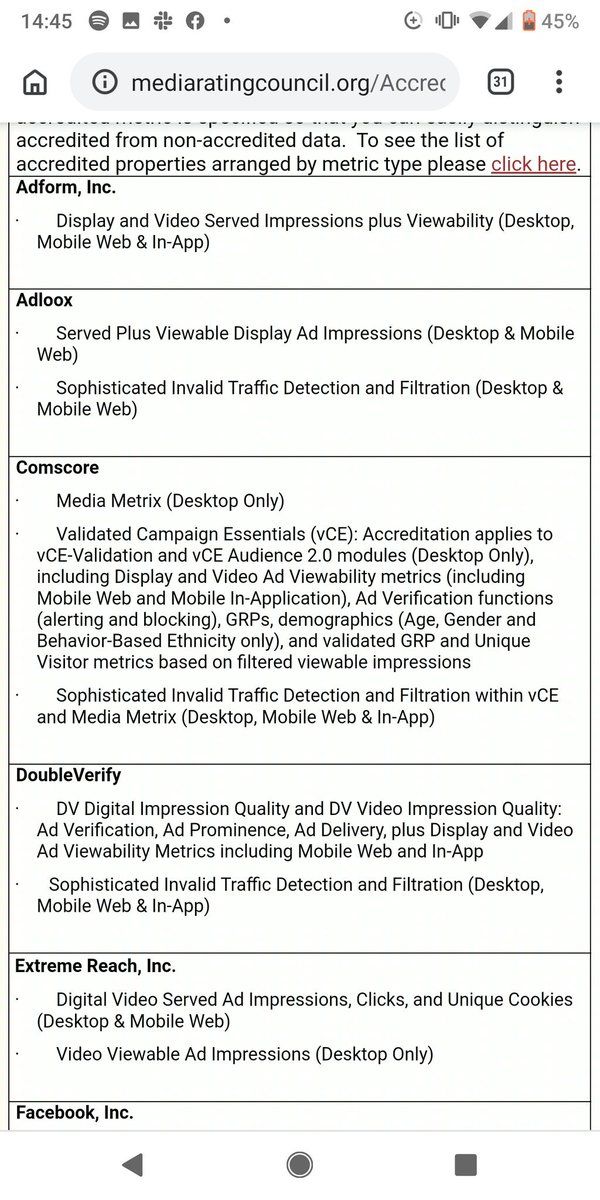 14:45
45%
mediaratingcouncil.org/Accrec
31
accredited from non-accredited data.  To see the list of
accredited properties arranged by metric type please click here.
Adform, Inc.
· Display and Video Served Impressions plus Viewability (Desktop,
Mobile Web & In-App)
Adloox
· Served Plus Viewable Display Ad Impressions (Desktop & Mobile
Web)
· Sophisticated Invalid Traffic Detection and Filtration (Desktop &
Mobile Web)
Comscore
· Media Metrix (Desktop Only)
· Validated Campaign Essentials (vCE): Accreditation applies to
vCE-Validation and vCE Audience 2.0 modules (Desktop Only),
including Display and Video Ad Viewability metrics (including
Mobile Web and Mobile In-Application), Ad Verification functions
(alerting and blocking), GRPs, demographics (Age, Gender and
Behavior-Based Ethnicity only), and validated GRP and Unique
Visitor metrics based on filtered viewable impressions
· Sophisticated Invalid Traffic Detection and Filtration within vCE
and Media Metrix (Desktop, Mobile Web & In-App)
DoubleVerify
· DV Digital Impression Quality and DV Video Impression Quality:
Ad Verification, Ad Prominence, Ad Delivery, plus Display and Video
Ad Viewability Metrics including Mobile Web and In-App
· Sophisticated Invalid Traffic Detection and Filtration (Desktop,
Mobile Web & In-App)
Extreme Reach, Inc.
· Digital Video Served Ad Impressions, Clicks, and Unique Cookies
(Desktop & Mobile Web)
· Video Viewable Ad Impressions (Desktop Only)
Facebook, Inc.